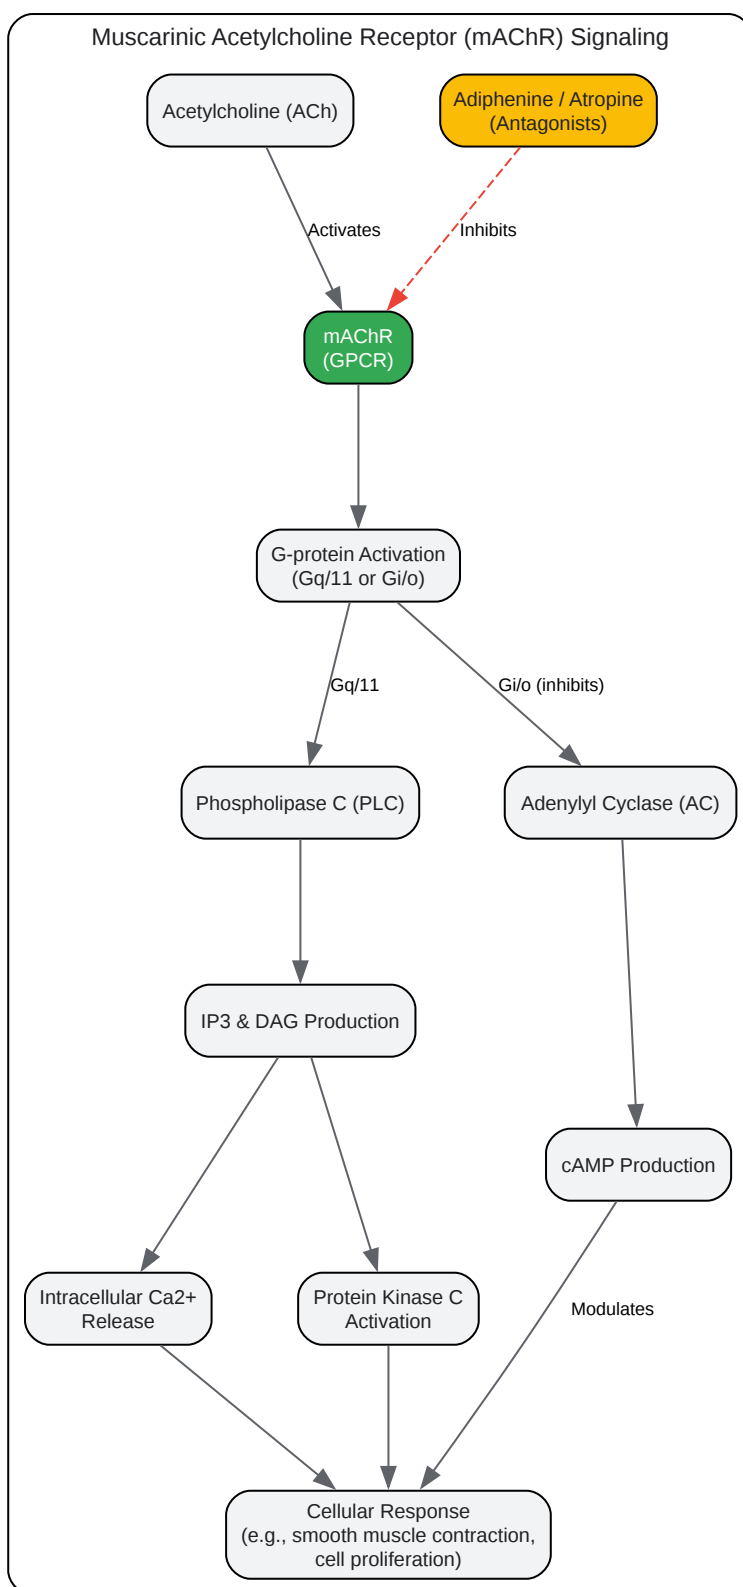 Muscarinic Acetylcholine Receptor (mAChR) Signaling
Acetylcholine (ACh)
Adiphenine / Atropine
(Antagonists)
Activates
Inhibits
mAChR
(GPCR)
G-protein Activation
(Gq/11 or Gi/o)
Gq/11
Gi/o (inhibits)
Phospholipase C (PLC)
Adenylyl Cyclase (AC)
IP3 & DAG Production
cAMP Production
Intracellular Ca2+
Release
Protein Kinase C
Activation
Modulates
Cellular Response
(e.g., smooth muscle contraction,
cell proliferation)